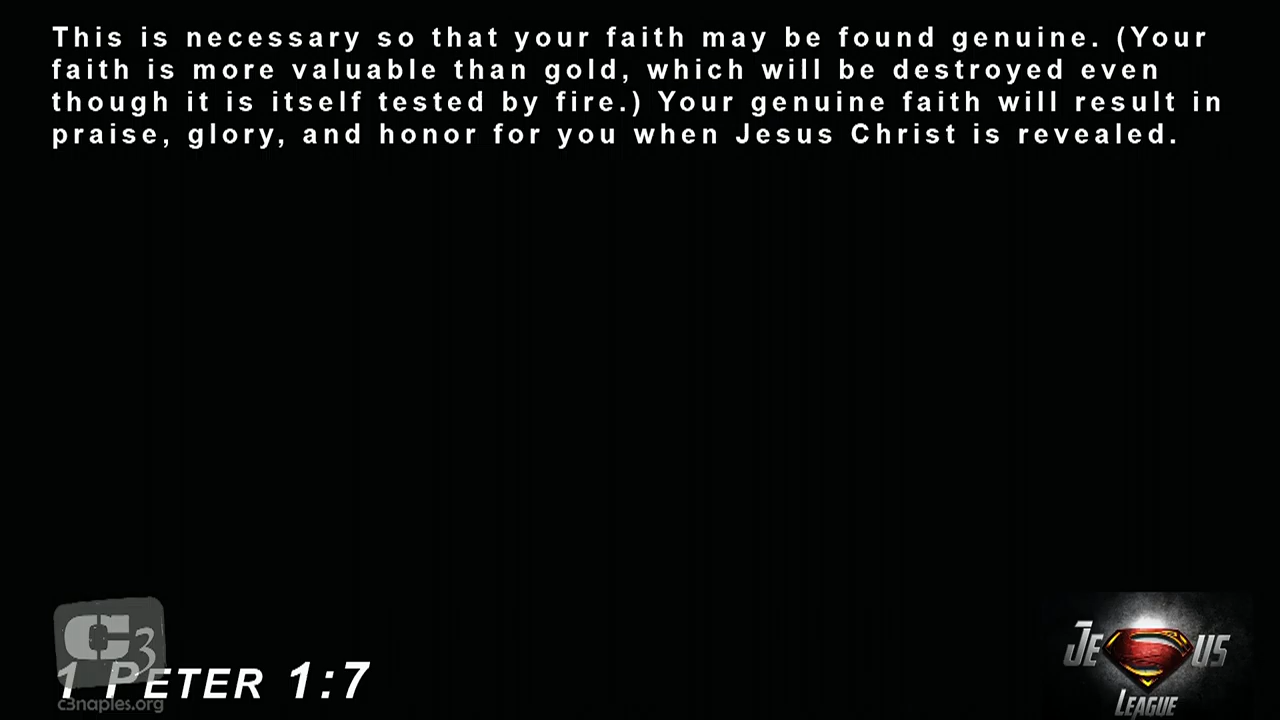 This is necessary so that your faith may be found genuine. (Your
faith is more valuable than gold, which will be destroyed even
though it is itself tested by fire.) Your genuine faith will result in
praise, glory, and honor for you when Jesus Christ is revealed.
C3
1 PETER 1:7
c3naples.org
JESUS
LEAGUE